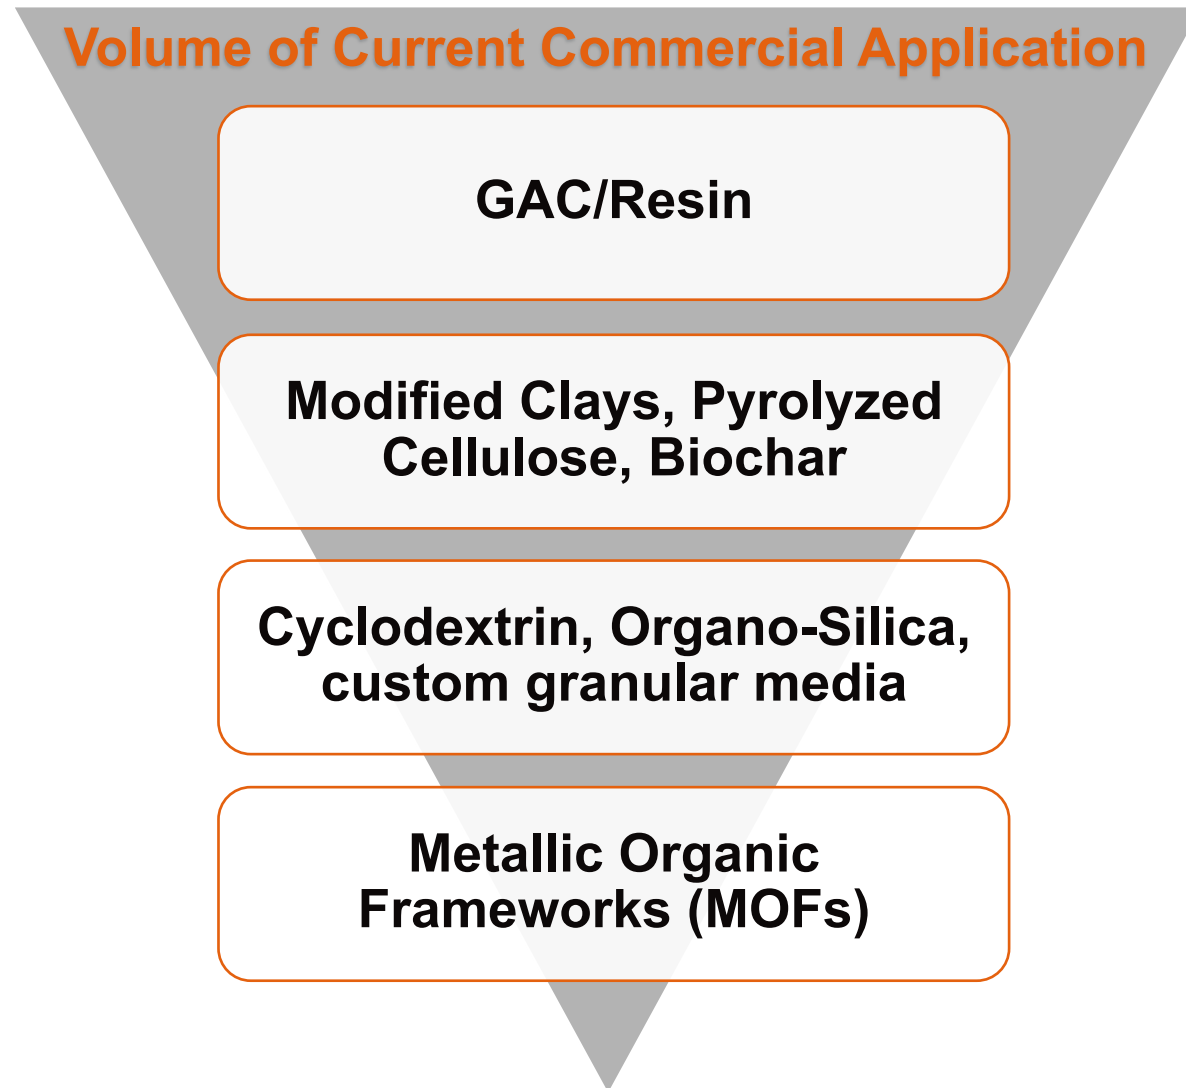 Volume of Current Commercial Application
GAC/Resin
Modified Clays, Pyrolyzed
Cellulose, Biochar
Cyclodextrin, Organo-Silica,
custom granular media
Metallic Organic
Frameworks (MOFs)